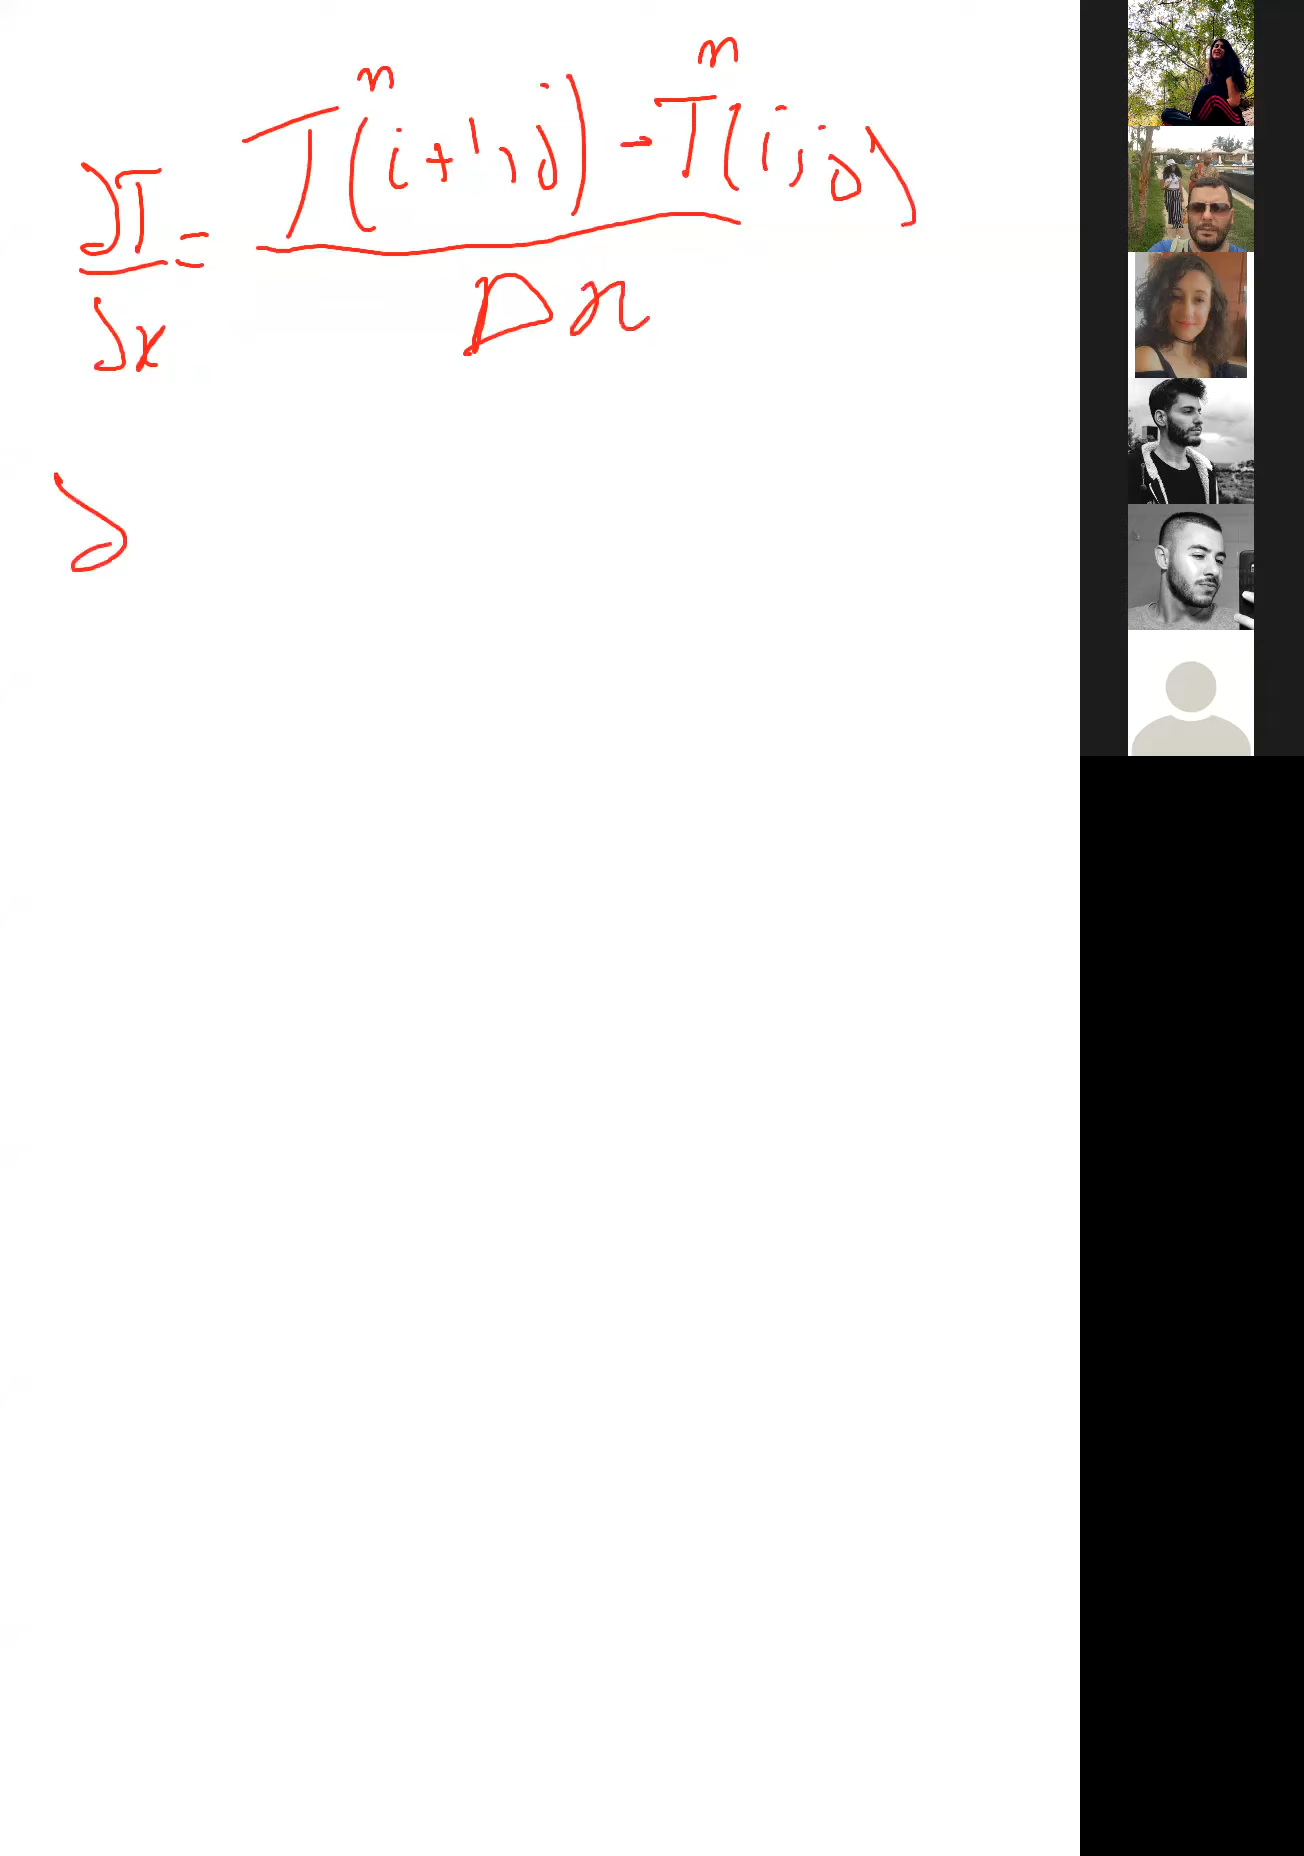 ∂T/∂x = (T^n(i+1,j) - T^n(i,j)) / Δx
∂